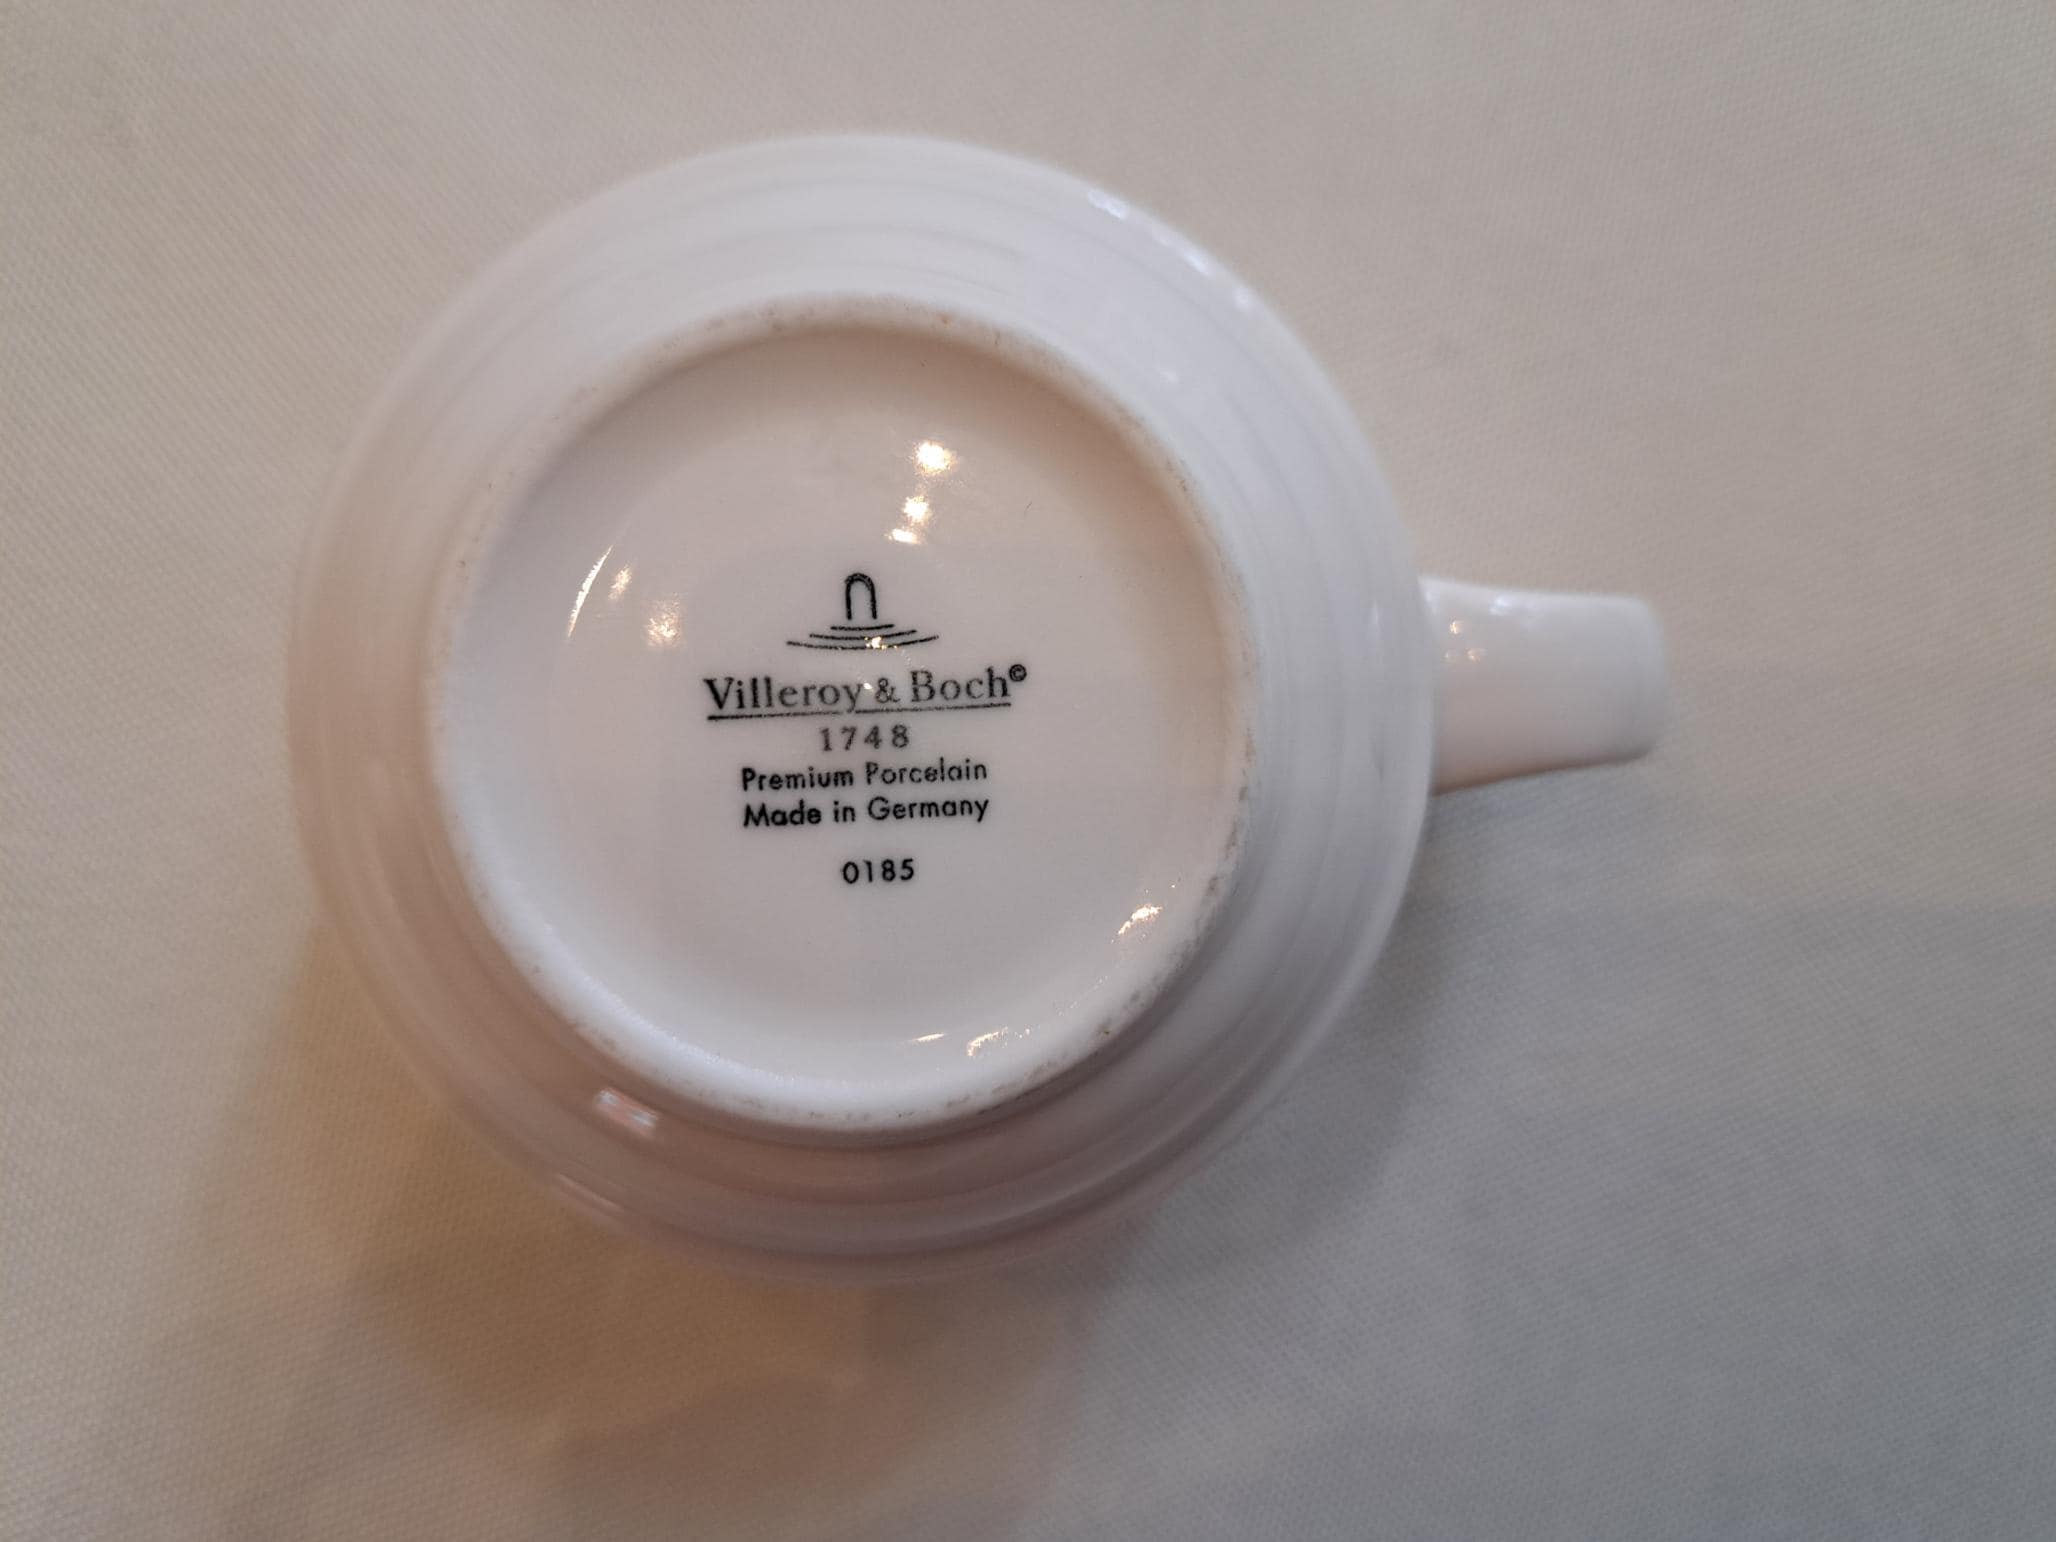 Villeroy & Boch©
1748
Premium Porcelain
Made in Germany
0185